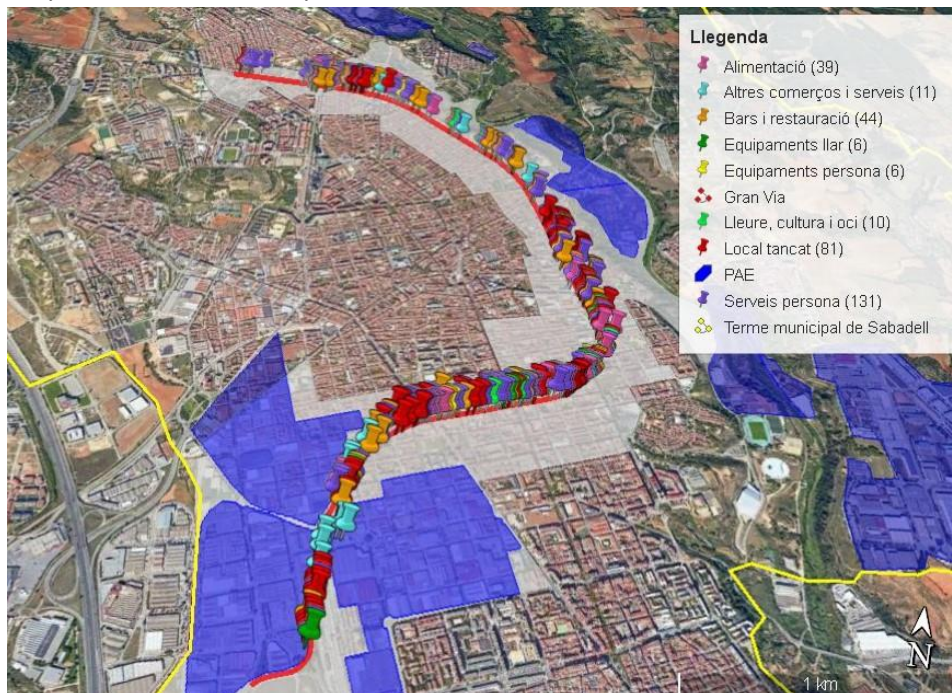 Llegenda
Alimentació (39)
Altres comerços i serveis (11)
Bars i restauració (44)
Equipaments llar (6)
Equipaments persona (6)
Gran Via
Lleure, cultura i oci (10)
Local tancat (81)
PAE
Serveis persona (131)
Terme municipal de Sabadell
N
1 km